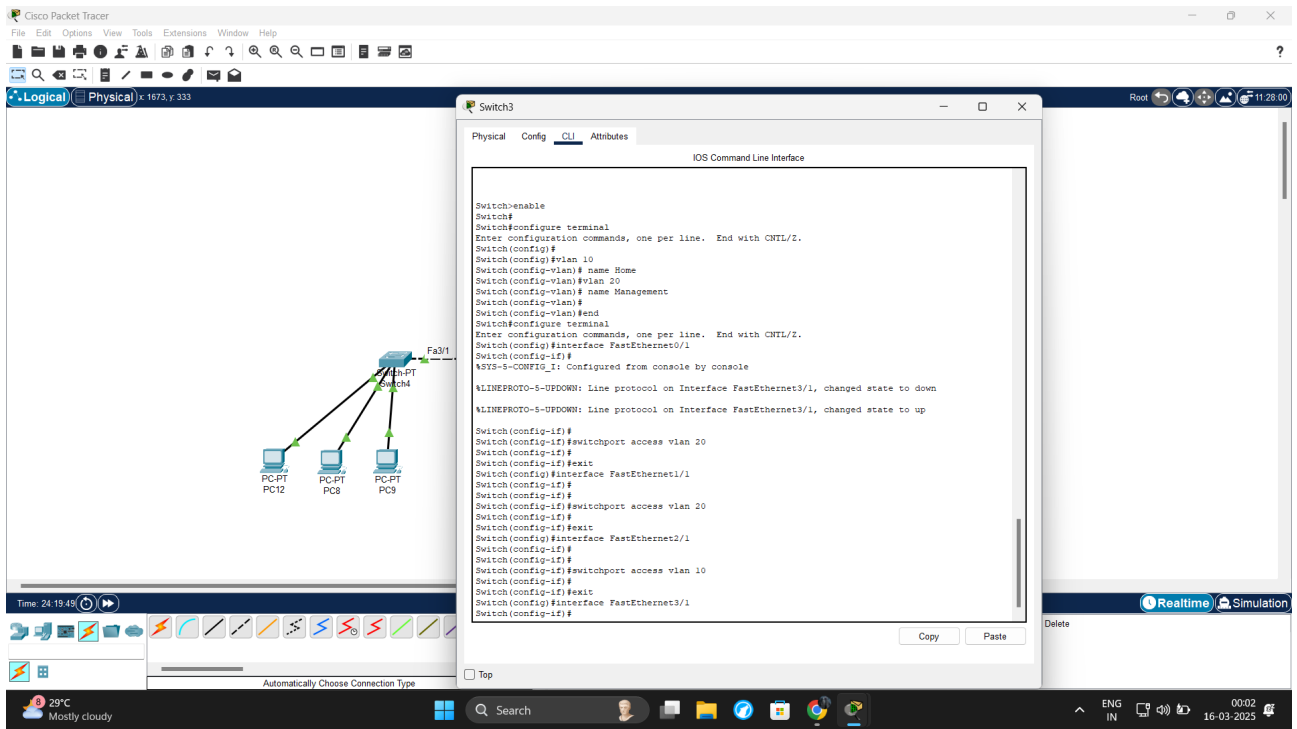 Cisco Packet Tracer
File Edit Options View Tools Extensions Window Help
?
Logical Physical x: 1673, y: 333
Root 11:28:00
Switch3
Physical Config CLI Attributes
IOS Command Line Interface
Switch>enable
Switch#
Switch#configure terminal
Enter configuration commands, one per line. End with CNTL/Z.
Switch(config)#
Switch(config)#vlan 10
Switch(config-vlan)# name Home
Switch(config-vlan)#vlan 20
Switch(config-vlan)# name Management
Switch(config-vlan)#
Switch(config-vlan)#end
Switch#configure terminal
Enter configuration commands, one per line. End with CNTL/Z.
Switch(config)#interface FastEthernet0/1
Switch(config-if)#
%SYS-5-CONFIG_I: Configured from console by console
%LINEPROTO-5-UPDOWN: Line protocol on Interface FastEthernet3/1, changed state to down
%LINEPROTO-5-UPDOWN: Line protocol on Interface FastEthernet3/1, changed state to up
Switch(config-if)#
Switch(config-if)#switchport access vlan 20
Switch(config-if)#
Switch(config-if)#exit
Switch(config)#interface FastEthernet1/1
Switch(config-if)#
Switch(config-if)#
Switch(config-if)#switchport access vlan 20
Switch(config-if)#
Switch(config-if)#exit
Switch(config)#interface FastEthernet2/1
Switch(config-if)#
Switch(config-if)#
Switch(config-if)#switchport access vlan 10
Switch(config-if)#
Switch(config-if)#exit
Switch(config)#interface FastEthernet3/1
Switch(config-if)#
Copy Paste
Top
Fa3/1
Switch-PT
Switch4
PC-PT
PC12
PC-PT
PC8
PC-PT
PC9
Time: 24:19:49
Realtime Simulation
Delete
Automatically Choose Connection Type
8
29°C
Mostly cloudy
Search
ENG
IN
00:02
16-03-2025